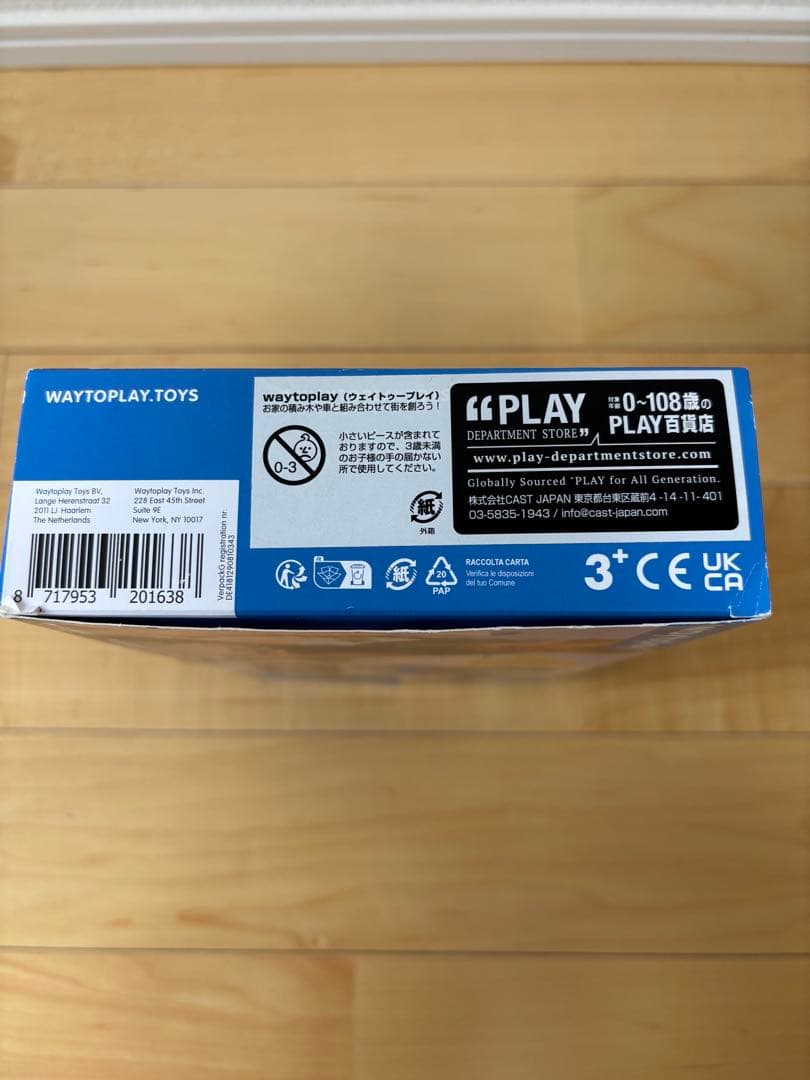 WAYTOPLAY.TOYS
Waytoplay Toys BV,
Lange Herenstraat 32
2011 LJ Haarlem
The Netherlands
Waytoplay Toys Inc.
228 East 45th Street
Suite 9E
New York, NY 10017
8 717953 201638
VerpackG registration nr.
DE4181290810343
waytoplay（ウェイトゥープレイ）
お家の積み木や車と組み合わせて街を創ろう！
0-3
小さいピースが含まれて
おりますので、3歳未満
のお子様の手の届かない
所で使用してください。
紙
外箱
“PLAY
DEPARTMENT STORE”
対象年齢 0～108歳の
PLAY百貨店
www.play-departmentstore.com
Globally Sourced "PLAY for All Generation.
株式会社CAST JAPAN 東京都台東区蔵前4-14-11-401
03-5835-1943 / info@cast-japan.com
紙
20
PAP
RACCOLTA CARTA
Verifica le disposizioni
del tuo Comune
3+ CE UK
CA